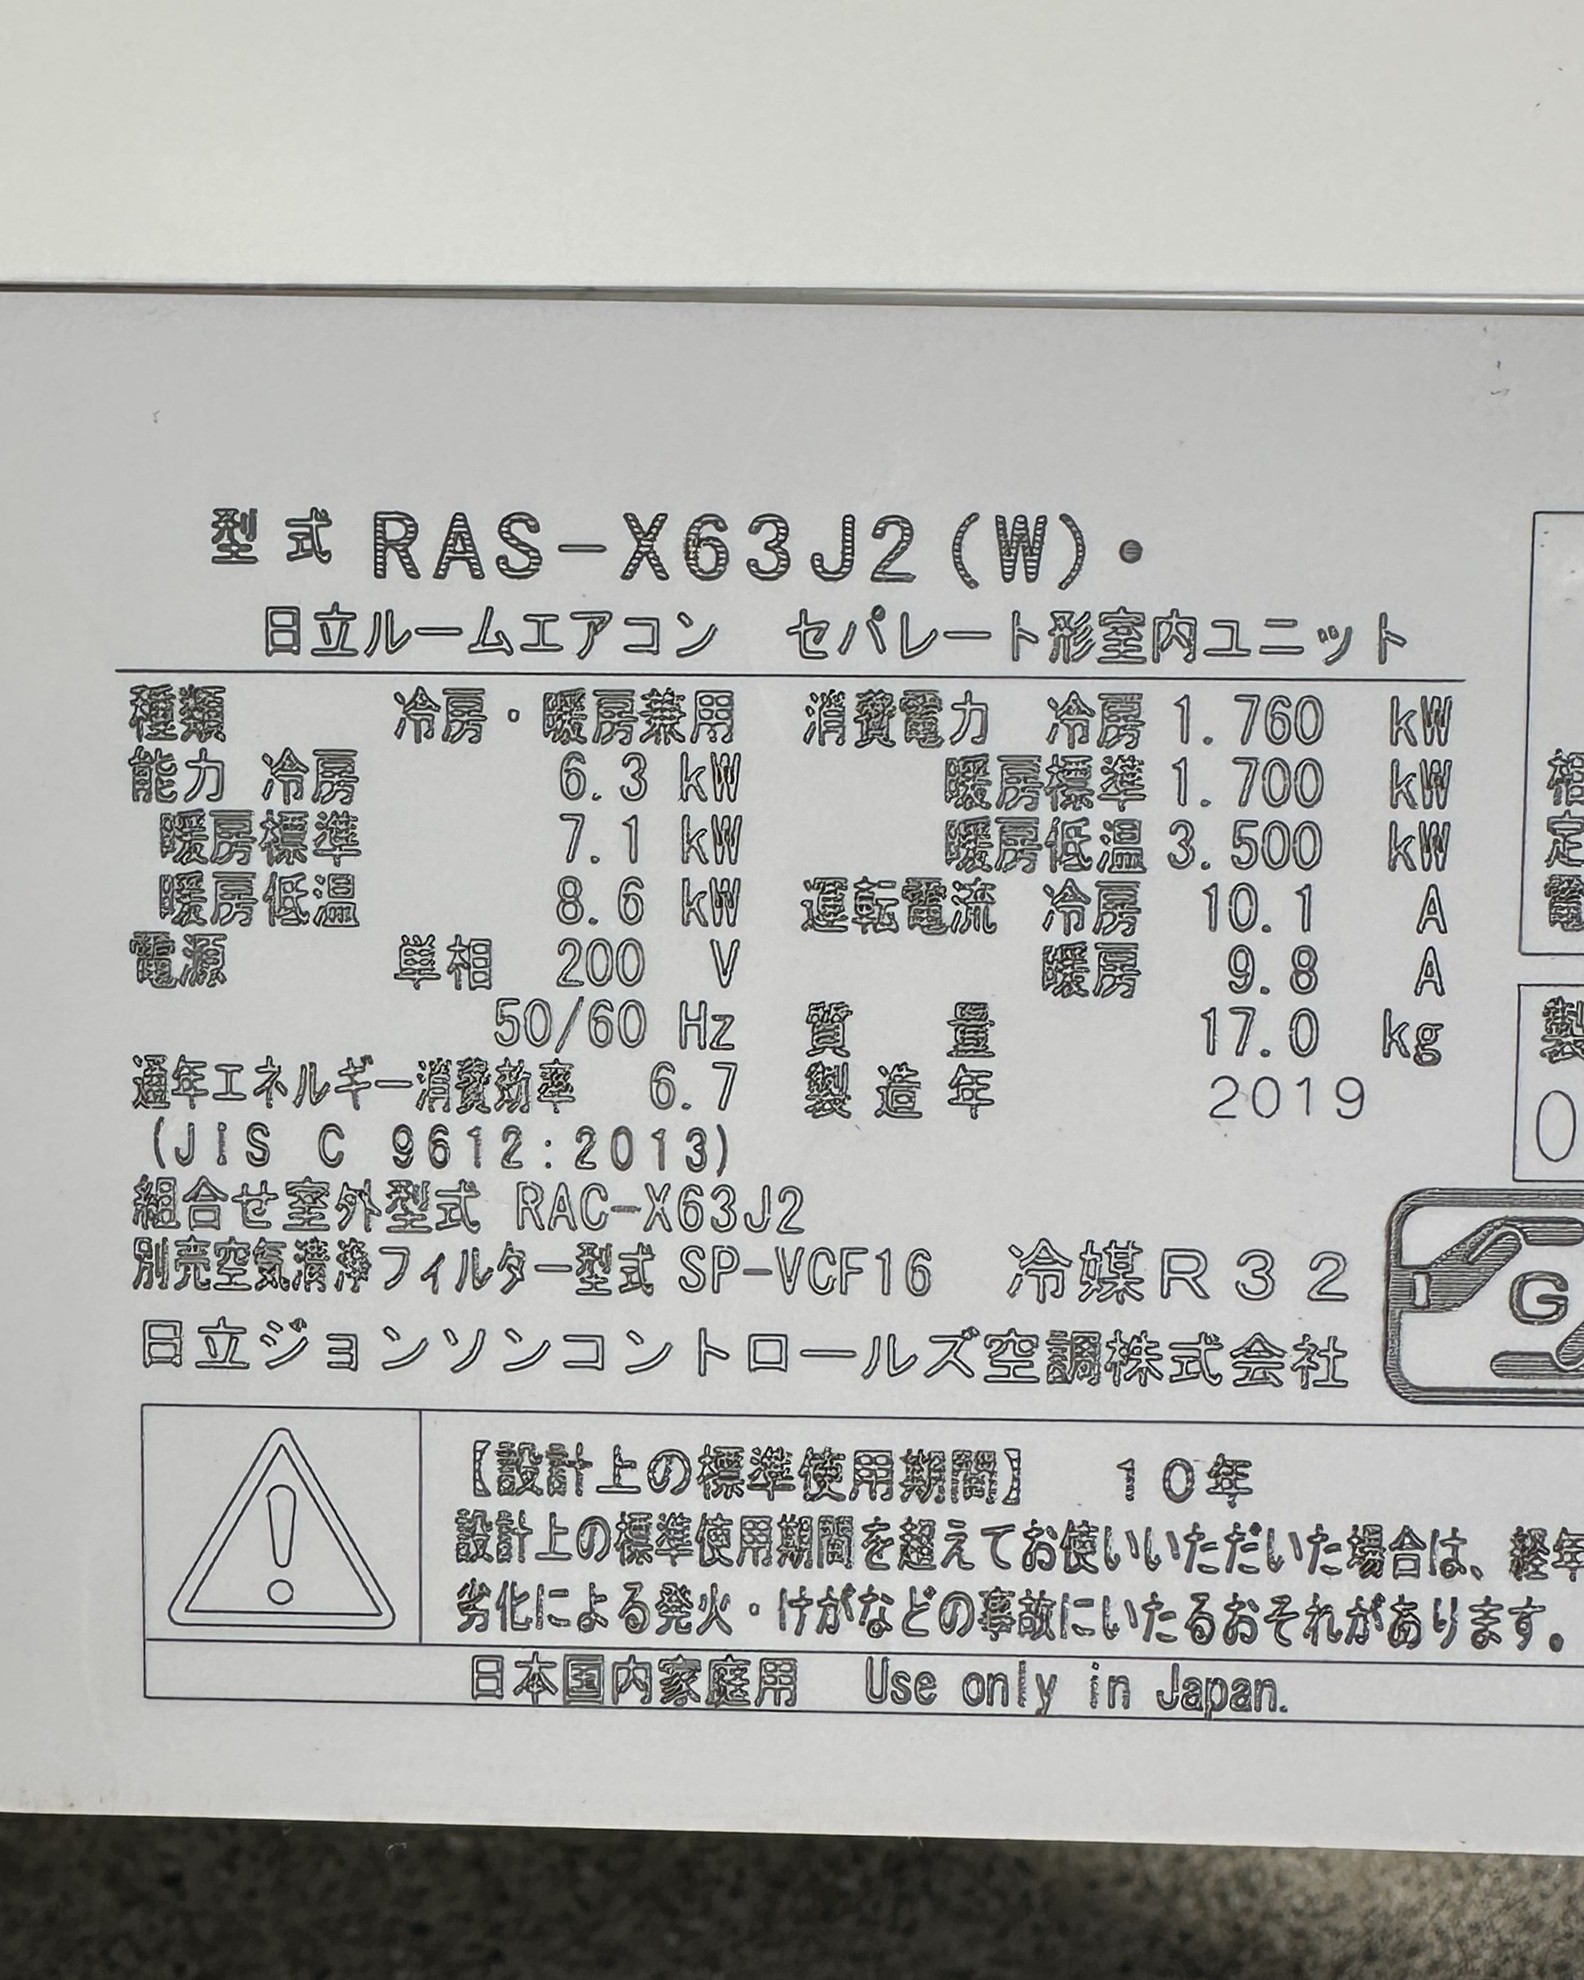 型式 RAS-X63J2(W)・
日立ルームエアコン セパレート形室内ユニット
種類 冷房・暖房兼用 消費電力 冷房 1.760 kW
能力 冷房 6.3 kW 暖房標準 1.700 kW
暖房標準 7.1 kW 暖房低温 3.500 kW
暖房低温 8.6 kW 運転電流 冷房 10.1 A
電源 単相 200 V 暖房 9.8 A
50/60 Hz 質量 17.0 kg
通年エネルギー消費効率 6.7 製造年 2019
(JIS C 9612:2013)
組合せ室外型式 RAC-X63J2
別売空気清浄フィルター型式 SP-VCF16 冷媒R32
日立ジョンソンコントロールズ空調株式会社
相
定
電
製
0
G
【設計上の標準使用期間】 10年
設計上の標準使用期間を超えてお使いいただいた場合は、経年
劣化による発火・けがなどの事故にいたるおそれがあります。
日本国内家庭用 Use only in Japan.